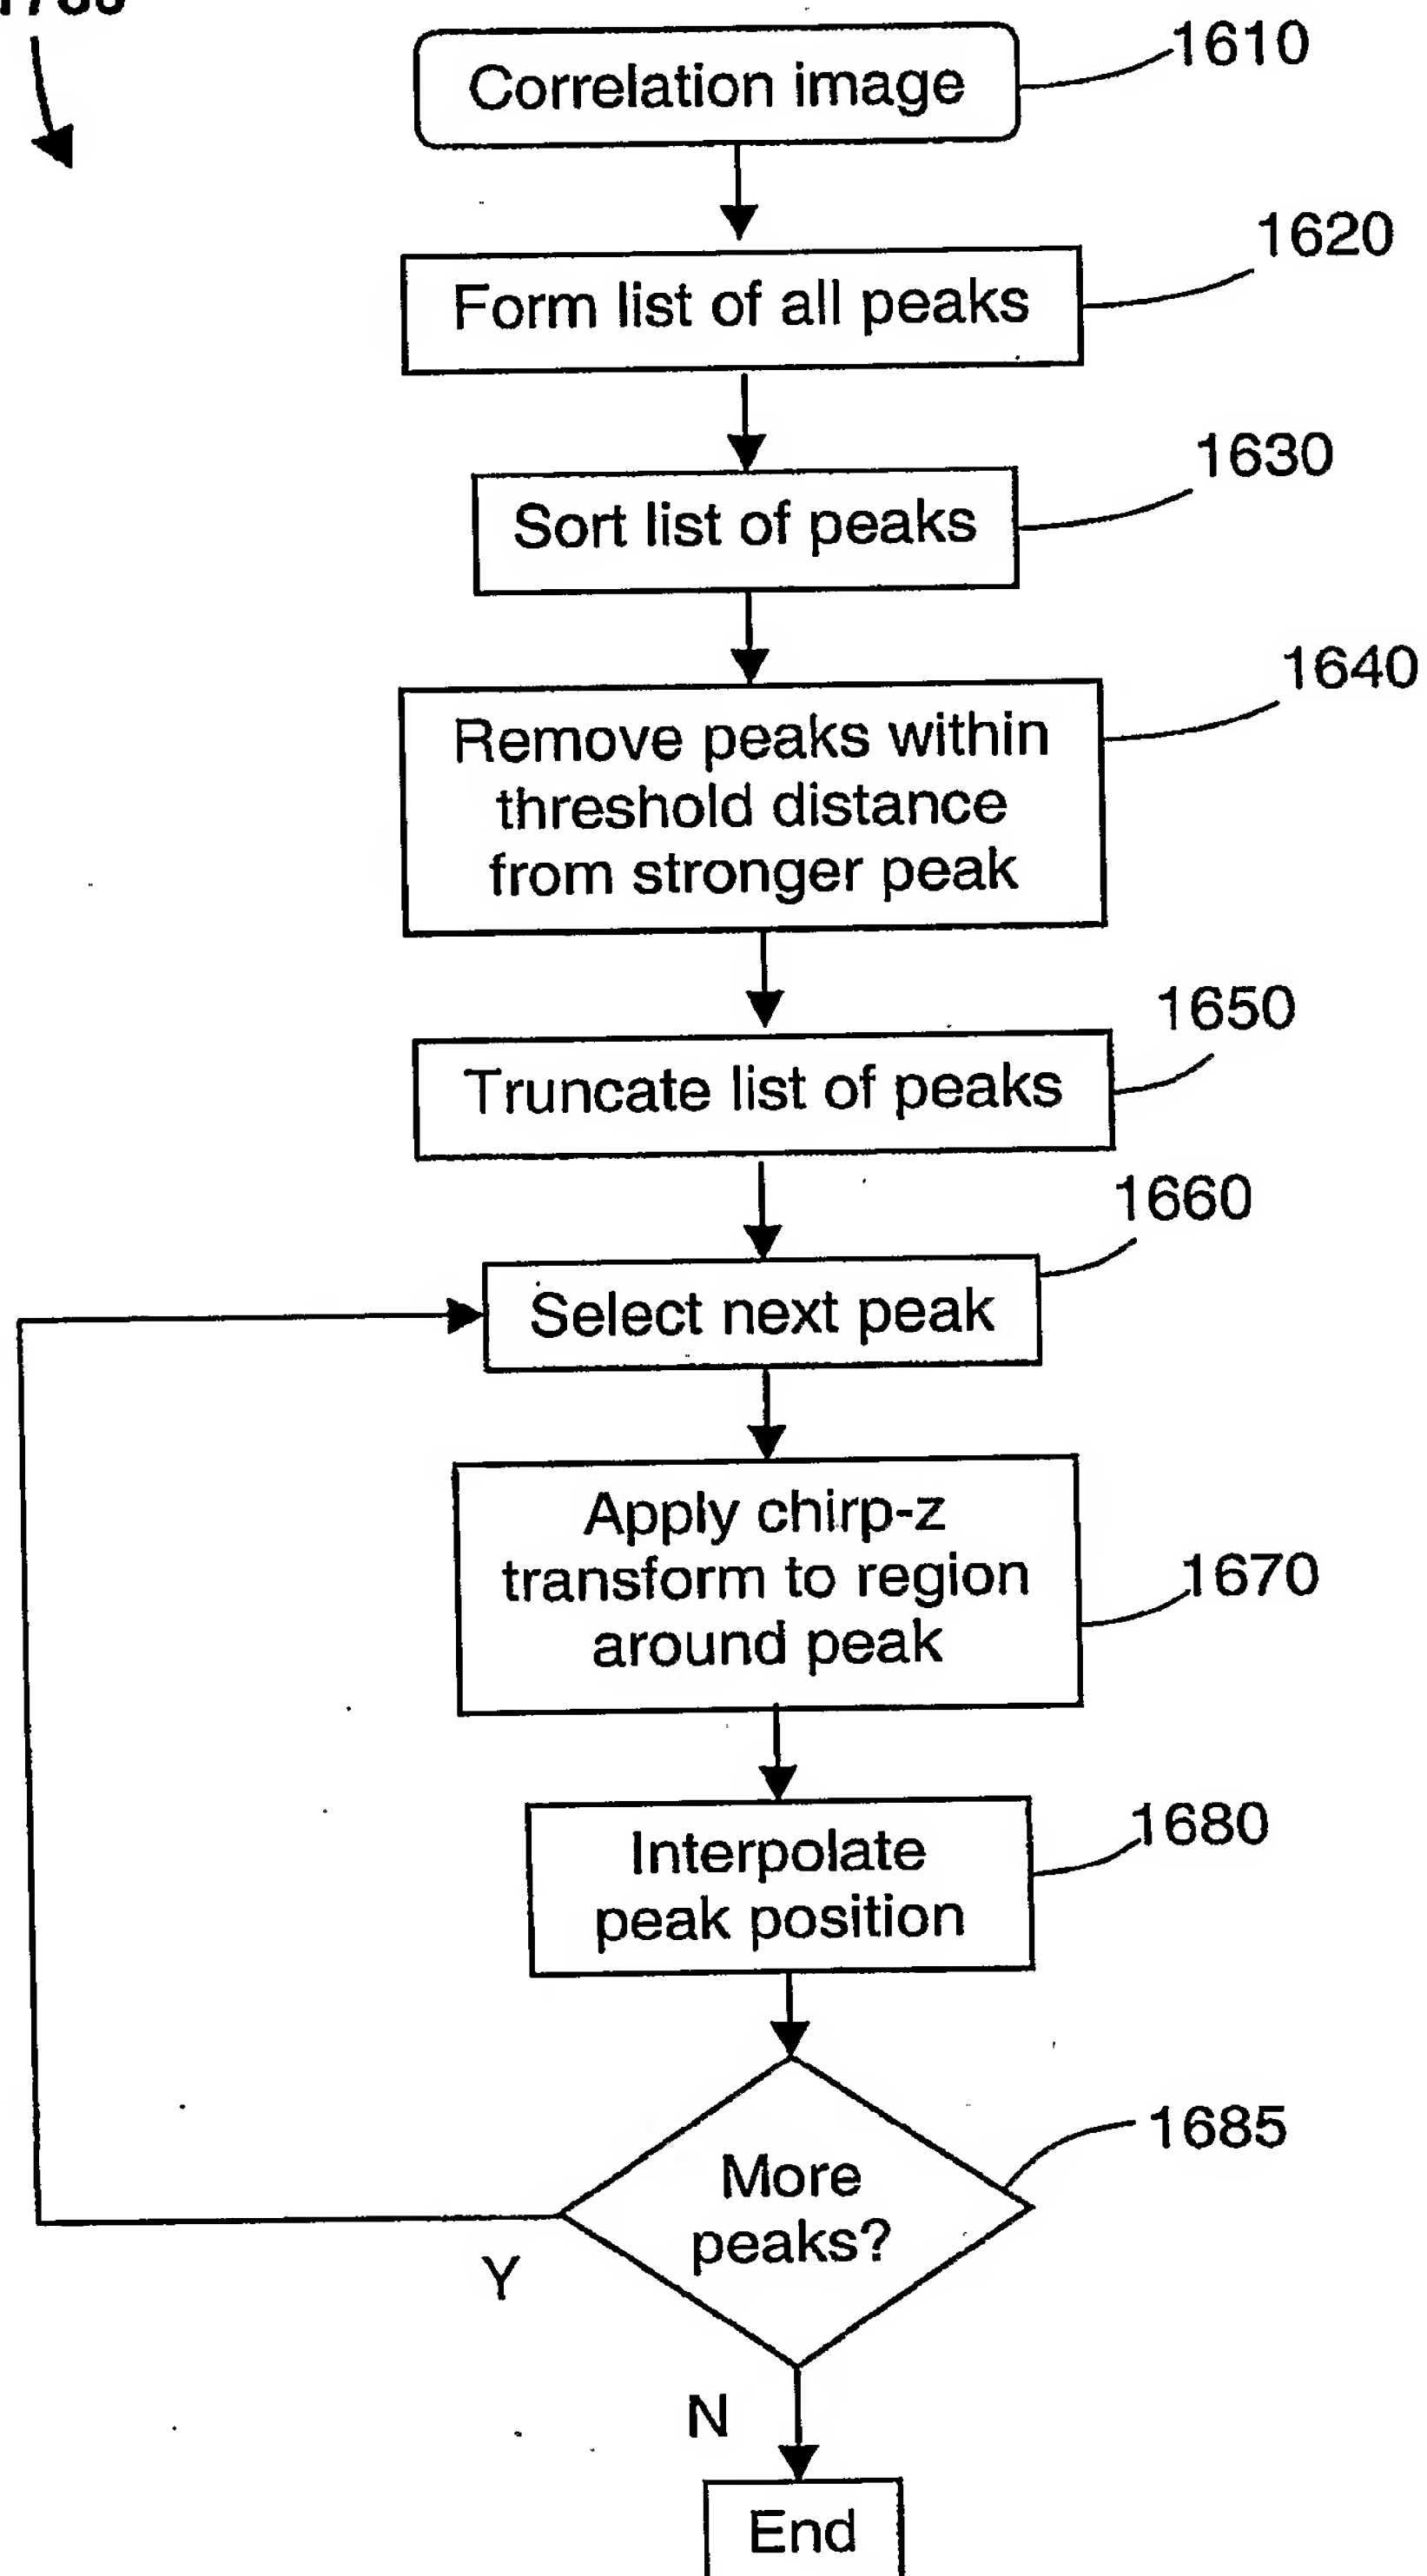 Correlation image
1610
Form list of all peaks
1620
Sort list of peaks
1630
Remove peaks within
threshold distance
from stronger peak
1640
Truncate list of peaks
1650
Select next peak
1660
Apply chirp-z
transform to region
around peak
1670
Interpolate
peak position
1680
More
peaks?
1685
Y
N
End